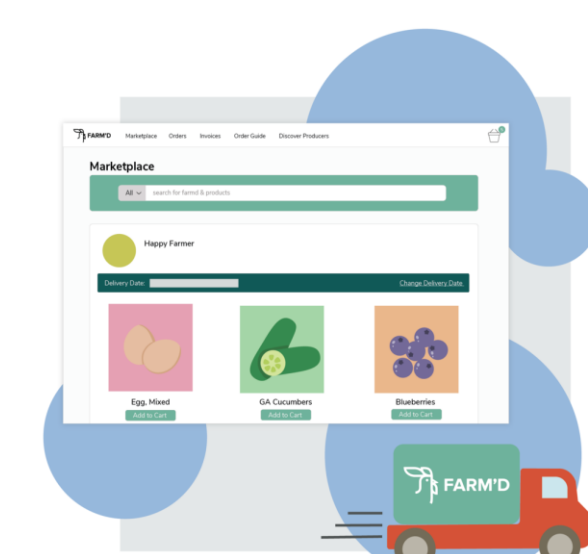 FARM'D Marketplace Orders Invoices Order Guide Discover Producers
Marketplace
All search for farmd & products
Happy Farmer
Delivery Date: Change Delivery Date
Egg, Mixed GA Cucumbers Blueberries
Add to Cart Add to Cart Add to Cart
FARM'D